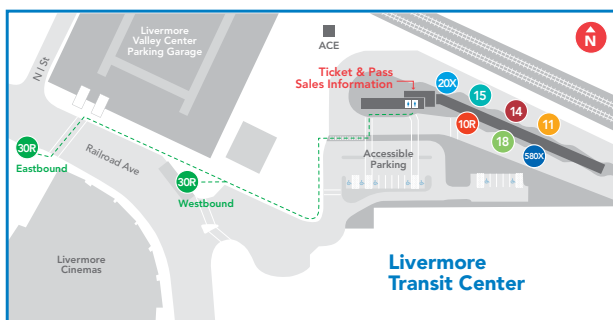 Livermore
Valley Center
Parking Garage
ACE
N
N I St
Ticket & Pass
Sales Information
20X
15
14
11
10R
18
580X
30R
Eastbound
Railroad Ave
30R
Westbound
Accessible
Parking
Livermore
Cinemas
Livermore
Transit Center